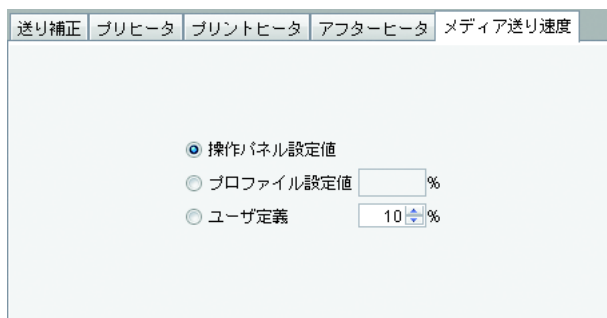 送り補正 プリヒータ プリントヒータ アフターヒータ メディア送り速度
操作パネル設定値
プロファイル設定値 %
ユーザ定義 10 %